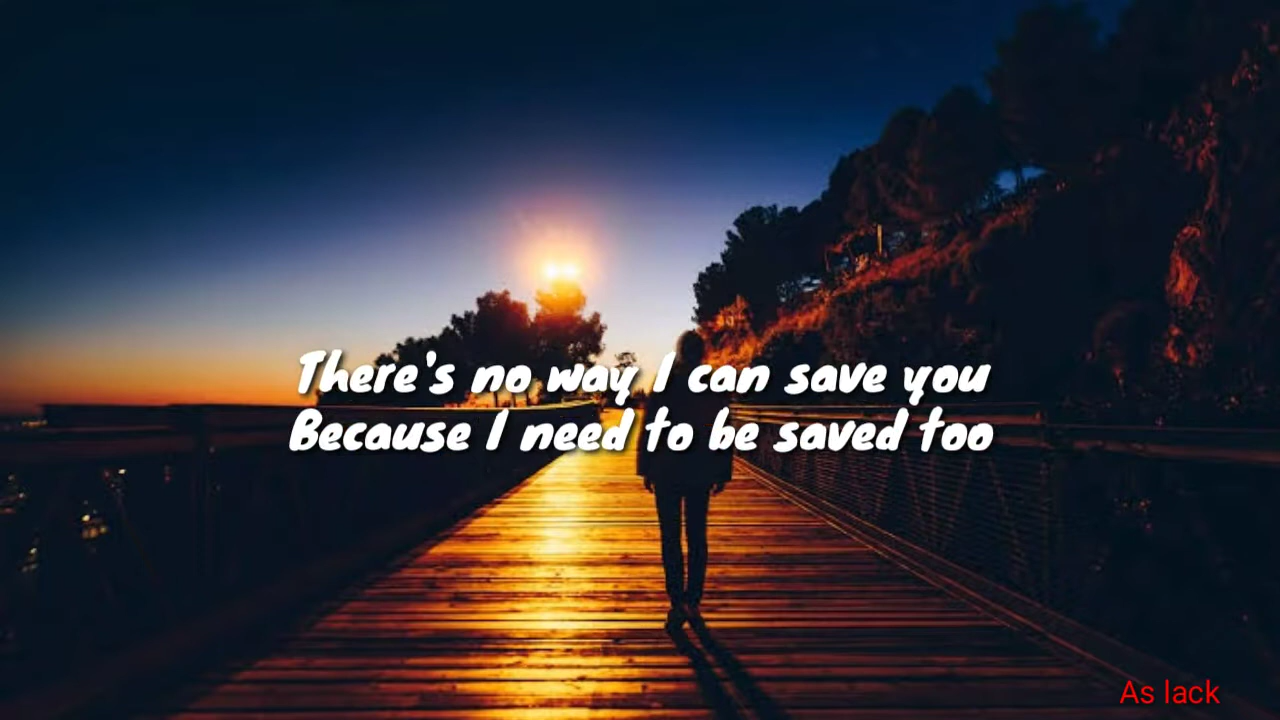 There's no way I can save you
Because I need to be saved too
As lack